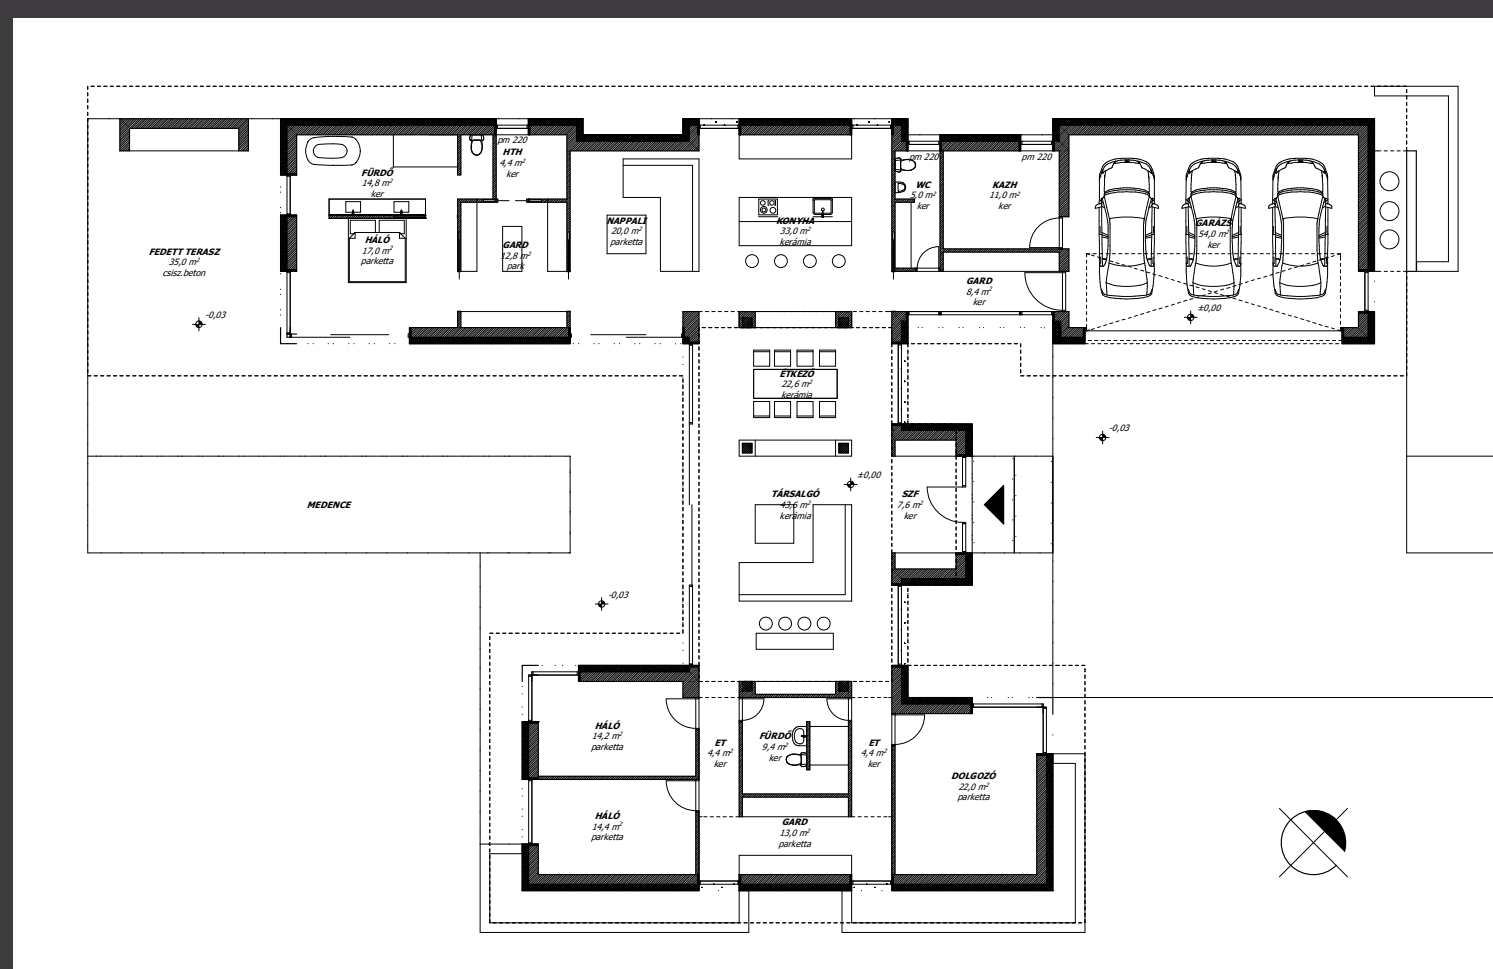 pm 220
HTH
4,4 m²
ker
FÜRDŐ
14,8 m²
ker
pm 220
WC
5,0 m²
ker
pm 220
KAZH
11,0 m²
ker
NAPPALI
20,0 m²
parketta
KONYHA
33,0 m²
kerámia
GARÁZS
54,0 m²
ker
FEDETT TERASZ
35,0 m²
csisz.beton
HÁLÓ
17,0 m²
parketta
GARD
12,8 m²
park
GARD
8,4 m²
ker
-0,03
±0,00
ÉTKEZŐ
22,6 m²
kerámia
-0,03
±0,00
MEDENCE
TÁRSALGÓ
43,6 m²
kerámia
SZF
7,6 m²
ker
-0,03
HÁLÓ
14,2 m²
parketta
ET
4,4 m²
ker
FÜRDŐ
9,4 m²
ker
ET
4,4 m²
ker
DOLGOZÓ
22,0 m²
parketta
HÁLÓ
14,4 m²
parketta
GARD
13,0 m²
parketta